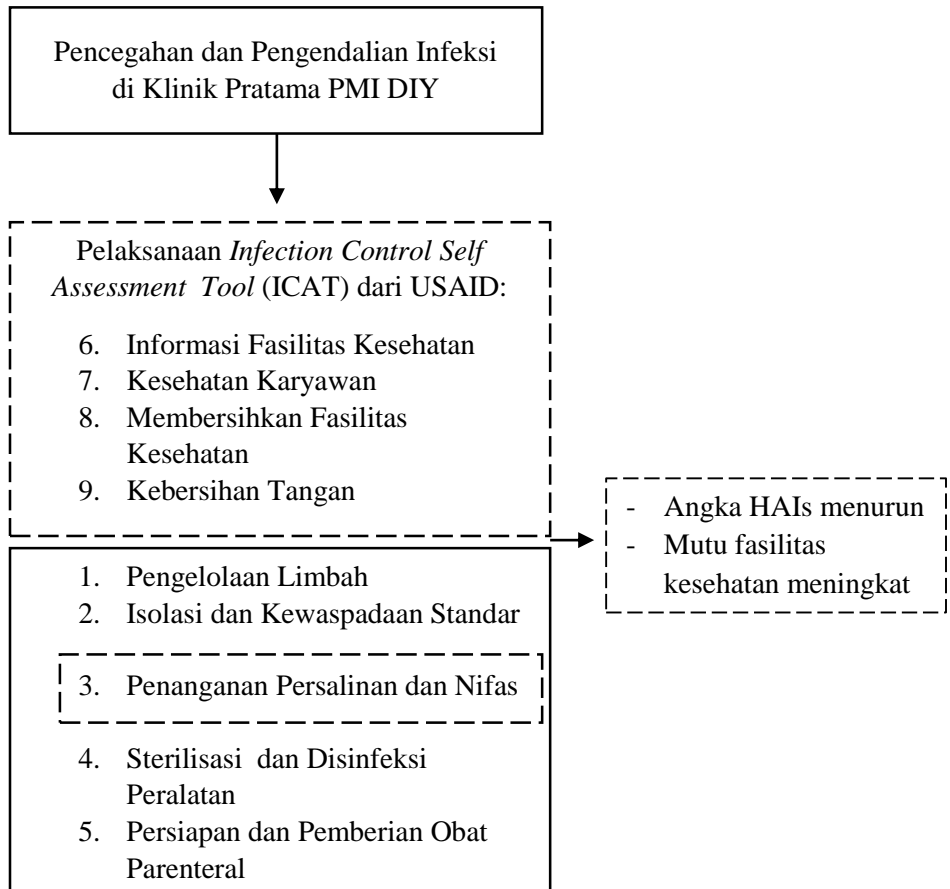 Pencegahan dan Pengendalian Infeksi
di Klinik Pratama PMI DIY
Pelaksanaan Infection Control Self
Assessment Tool (ICAT) dari USAID:
6. Informasi Fasilitas Kesehatan
7. Kesehatan Karyawan
8. Membersihkan Fasilitas
Kesehatan
9. Kebersihan Tangan
1. Pengelolaan Limbah
2. Isolasi dan Kewaspadaan Standar
3. Penanganan Persalinan dan Nifas
4. Sterilisasi dan Disinfeksi
Peralatan
5. Persiapan dan Pemberian Obat
Parenteral
- Angka HAIs menurun
- Mutu fasilitas
kesehatan meningkat